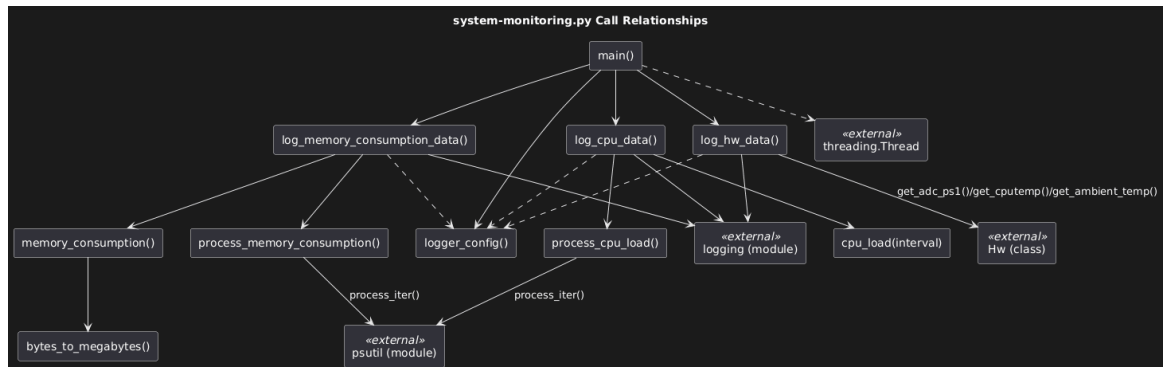 system-monitoring.py Call Relationships
main()
log_memory_consumption_data()
log_cpu_data()
log_hw_data()
«external»
threading.Thread
get_adc_ps1()/get_cputemp()/get_ambient_temp()
memory_consumption()
process_memory_consumption()
logger_config()
process_cpu_load()
«external»
logging (module)
cpu_load(interval)
«external»
Hw (class)
process_iter()
process_iter()
bytes_to_megabytes()
«external»
psutil (module)